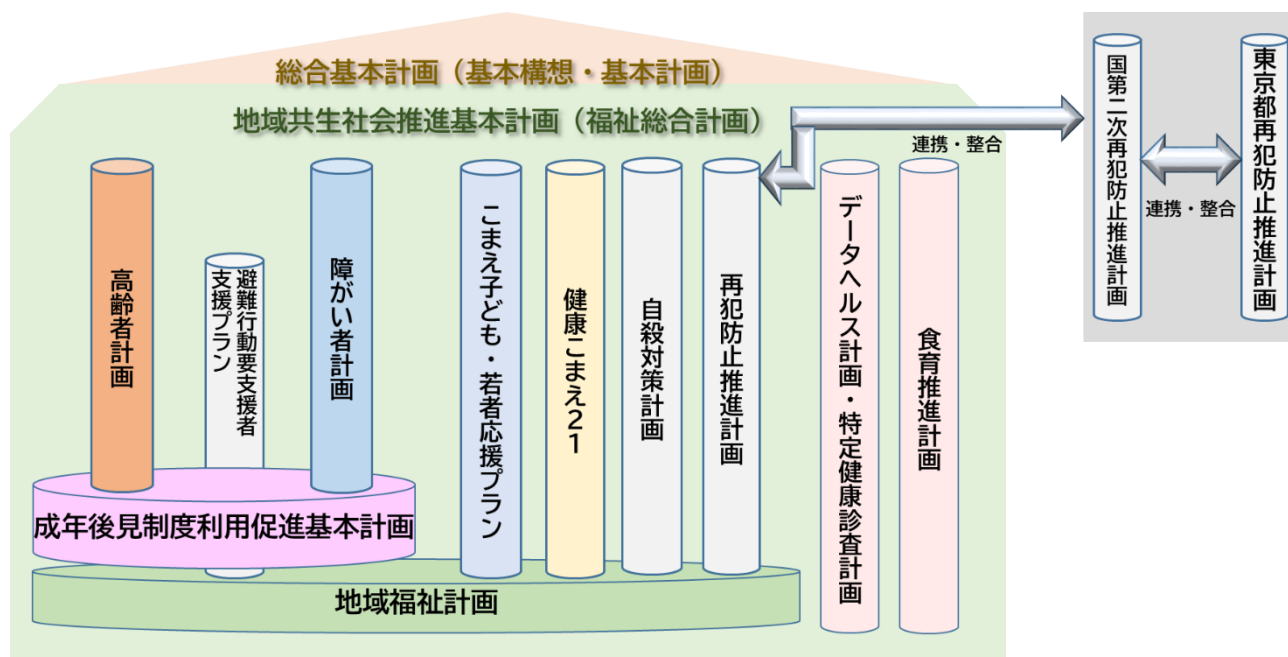 総合基本計画（基本構想・基本計画）
地域共生社会推進基本計画（福祉総合計画）
高齢者計画
避難行動要支援者
支援プラン
障がい者計画
こまえ子ども・若者応援プラン
健康こまえ21
自殺対策計画
再犯防止推進計画
データヘルス計画・特定健康診査計画
食育推進計画
連携・整合
国第二次再犯防止推進計画
連携・整合
東京都再犯防止推進計画
成年後見制度利用促進基本計画
地域福祉計画